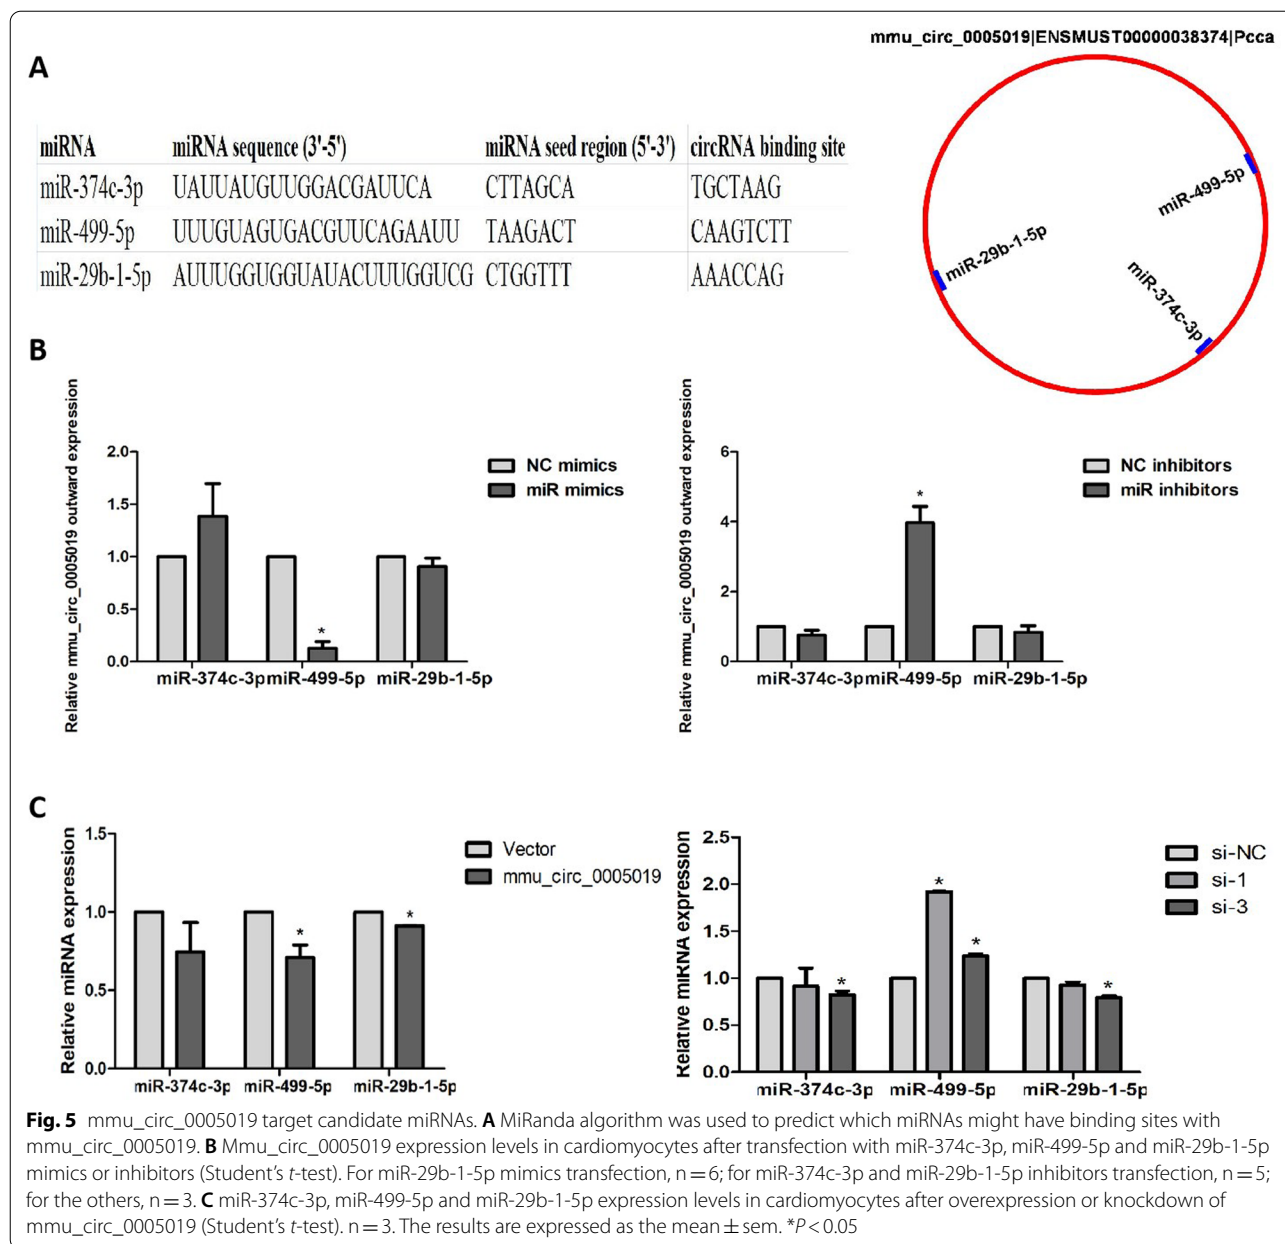 mmu_circ_0005019|ENSMUST00000038374|Pcca
A
miRNA miRNA sequence (3'-5') miRNA seed region (5'-3') circRNA binding site
miR-374c-3p UAUUAUGUUGGACGAUUCA CTTAGCA TGCTAAG
miR-499-5p UUUGUAGUGACGUUCAGAAUU TAAGACT CAAGTCTT
miR-29b-1-5p AUUUGGUGGUAUACUUUGGUCG CTGGTTT AAACCAG
miR-499-5p
miR-29b-1-5p
miR-374c-3p
B
Relative mmu_circ_0005019 outward expression
2.0
1.5
1.0
0.5
0.0
NC mimics
miR mimics
*
miR-374c-3p miR-499-5p miR-29b-1-5p
Relative mmu_circ_0005019 outward expression
6
4
2
0
NC inhibitors
miR inhibitors
*
miR-374c-3p miR-499-5p miR-29b-1-5p
C
Relative miRNA expression
1.5
1.0
0.5
0.0
Vector
mmu_circ_0005019
* *
miR-374c-3p miR-499-5p miR-29b-1-5p
Relative miRNA expression
2.5
2.0
1.5
1.0
0.5
0.0
si-NC
si-1
si-3
* * * *
miR-374c-3p miR-499-5p miR-29b-1-5p
Fig. 5 mmu_circ_0005019 target candidate miRNAs. A MiRanda algorithm was used to predict which miRNAs might have binding sites with
mmu_circ_0005019. B Mmu_circ_0005019 expression levels in cardiomyocytes after transfection with miR-374c-3p, miR-499-5p and miR-29b-1-5p
mimics or inhibitors (Student's t-test). For miR-29b-1-5p mimics transfection, n = 6; for miR-374c-3p and miR-29b-1-5p inhibitors transfection, n = 5;
for the others, n = 3. C miR-374c-3p, miR-499-5p and miR-29b-1-5p expression levels in cardiomyocytes after overexpression or knockdown of
mmu_circ_0005019 (Student's t-test). n = 3. The results are expressed as the mean ± sem. *P < 0.05